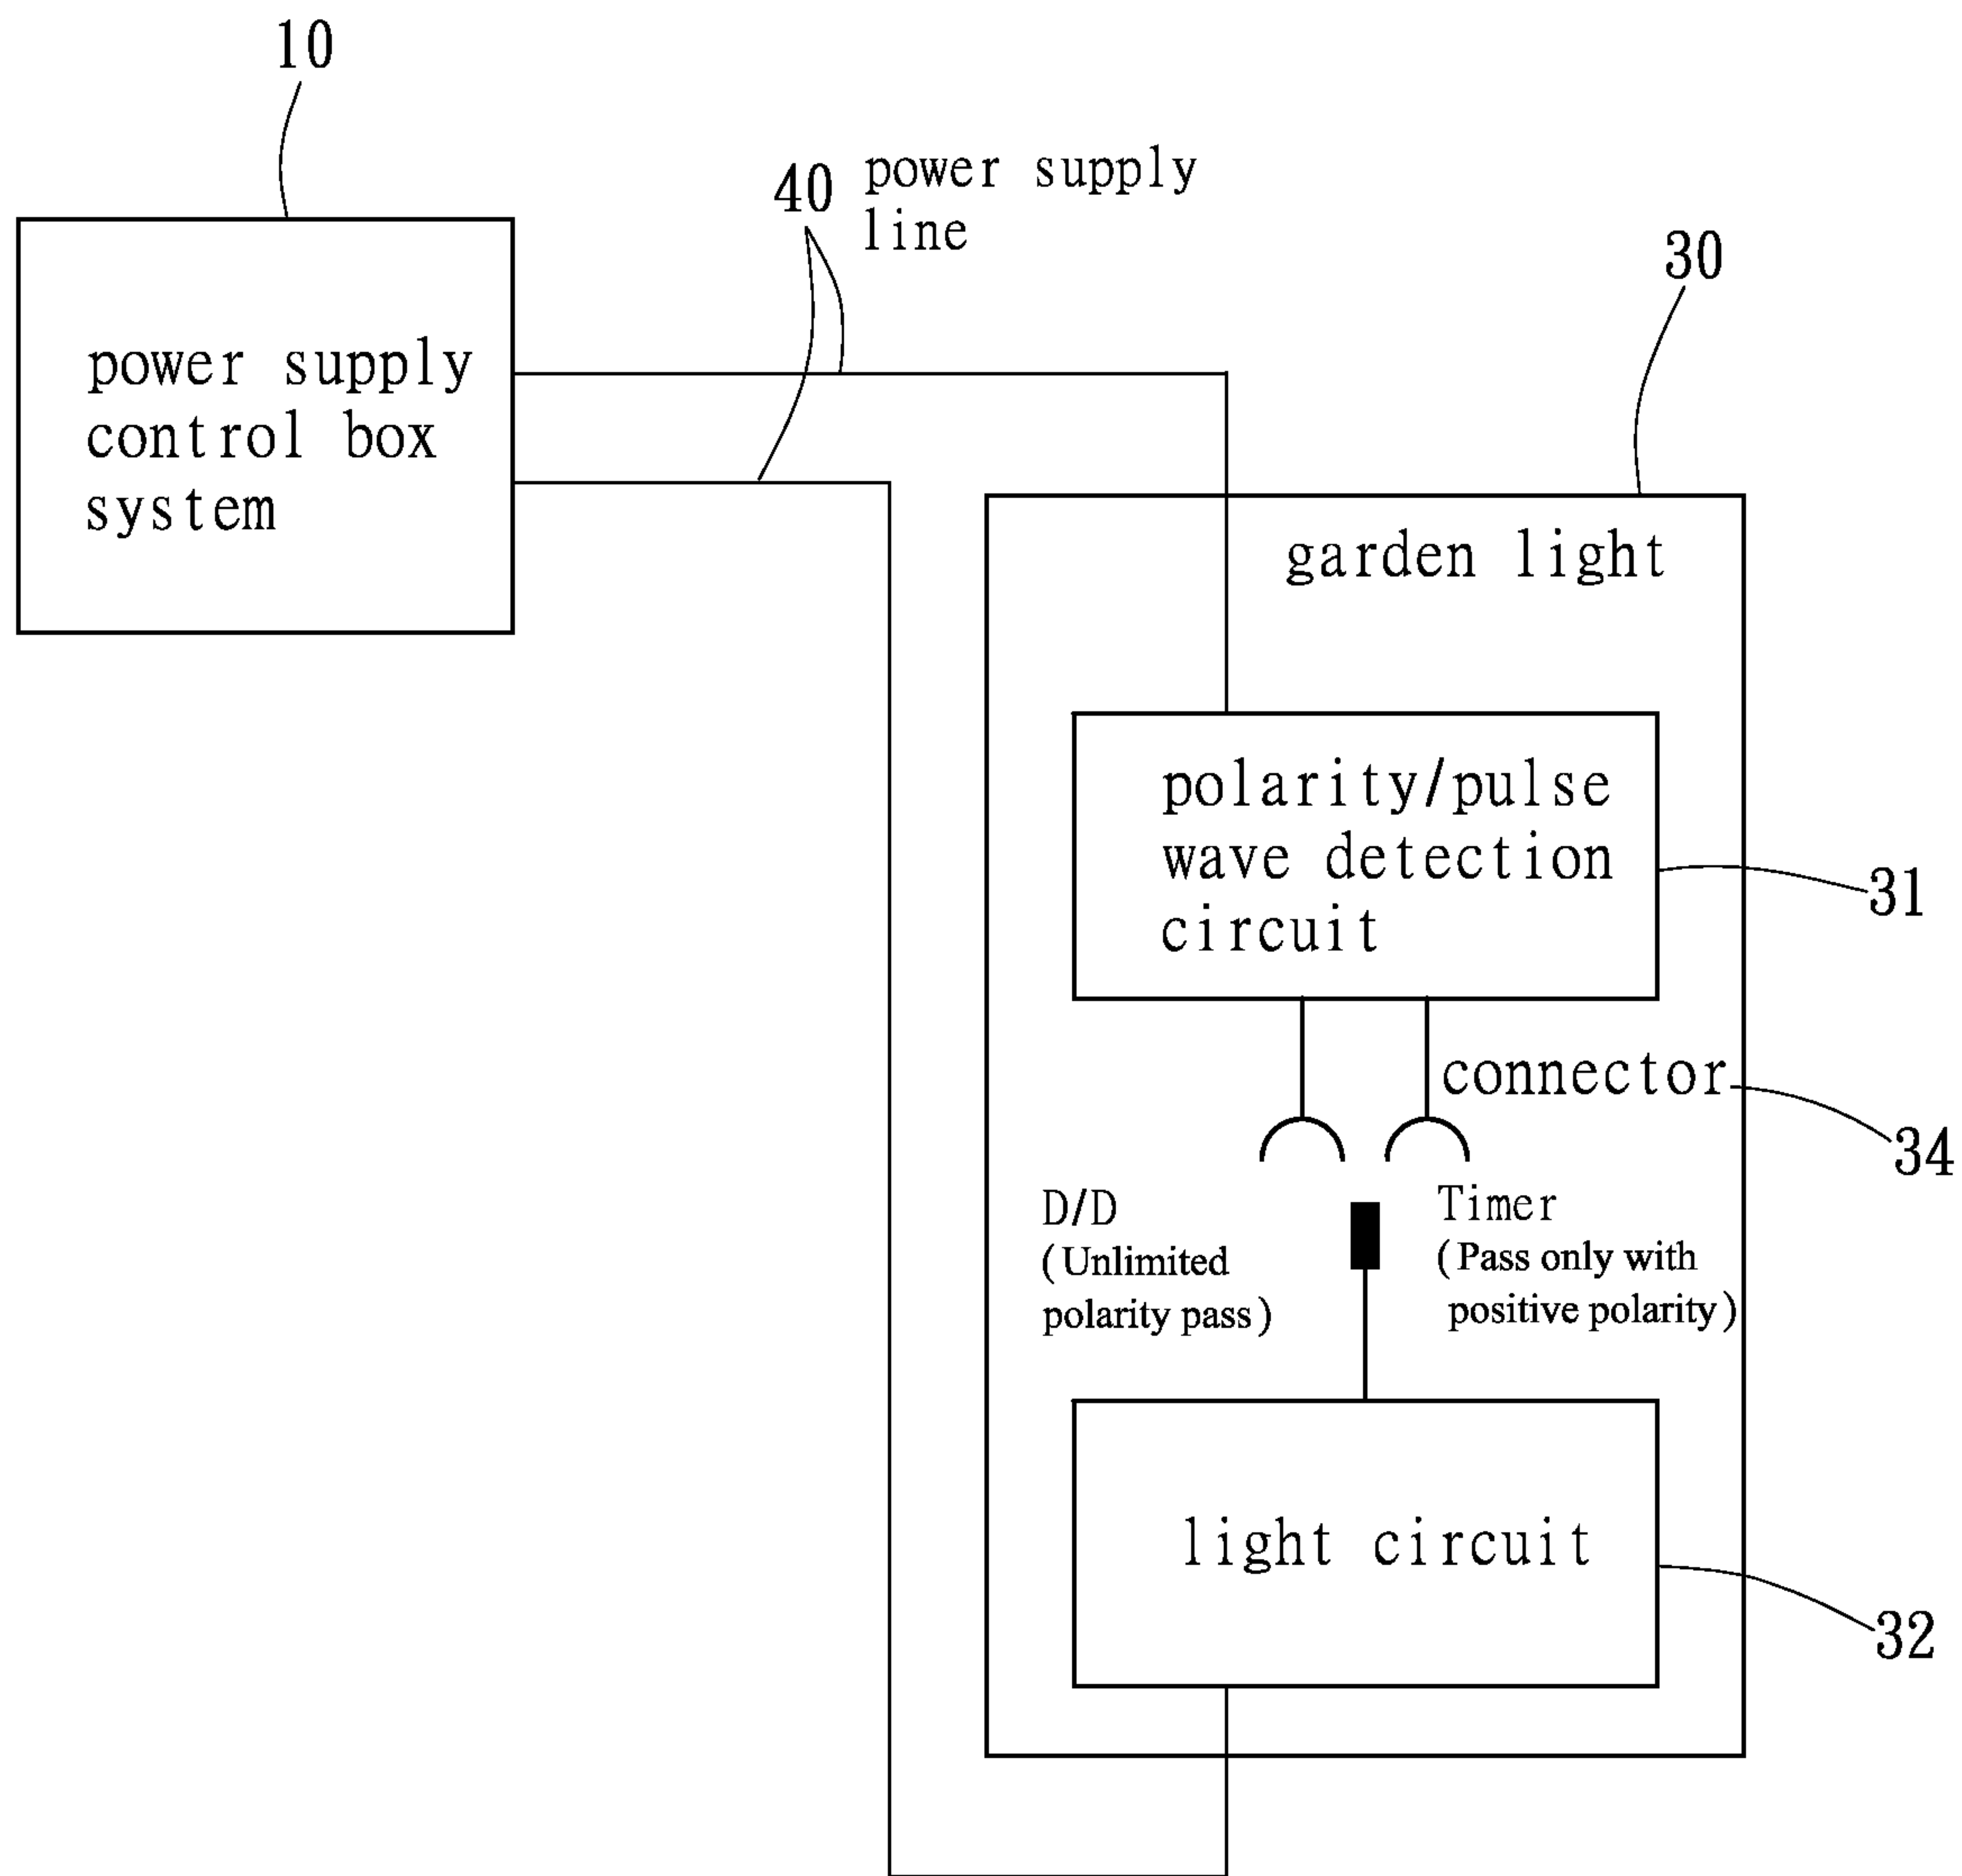 10
40 power supply
line
30
power supply
control box
system
garden light
polarity/pulse
wave detection
circuit
31
connector
34
D/D
(Unlimited
polarity pass)
Timer
(Pass only with
positive polarity)
light circuit
32